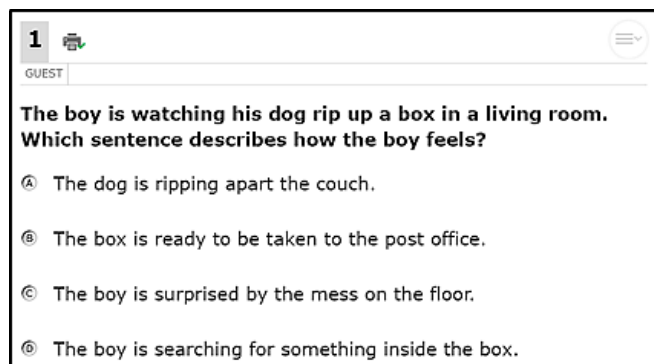 1
GUEST
The boy is watching his dog rip up a box in a living room.
Which sentence describes how the boy feels?
A The dog is ripping apart the couch.
B The box is ready to be taken to the post office.
C The boy is surprised by the mess on the floor.
D The boy is searching for something inside the box.